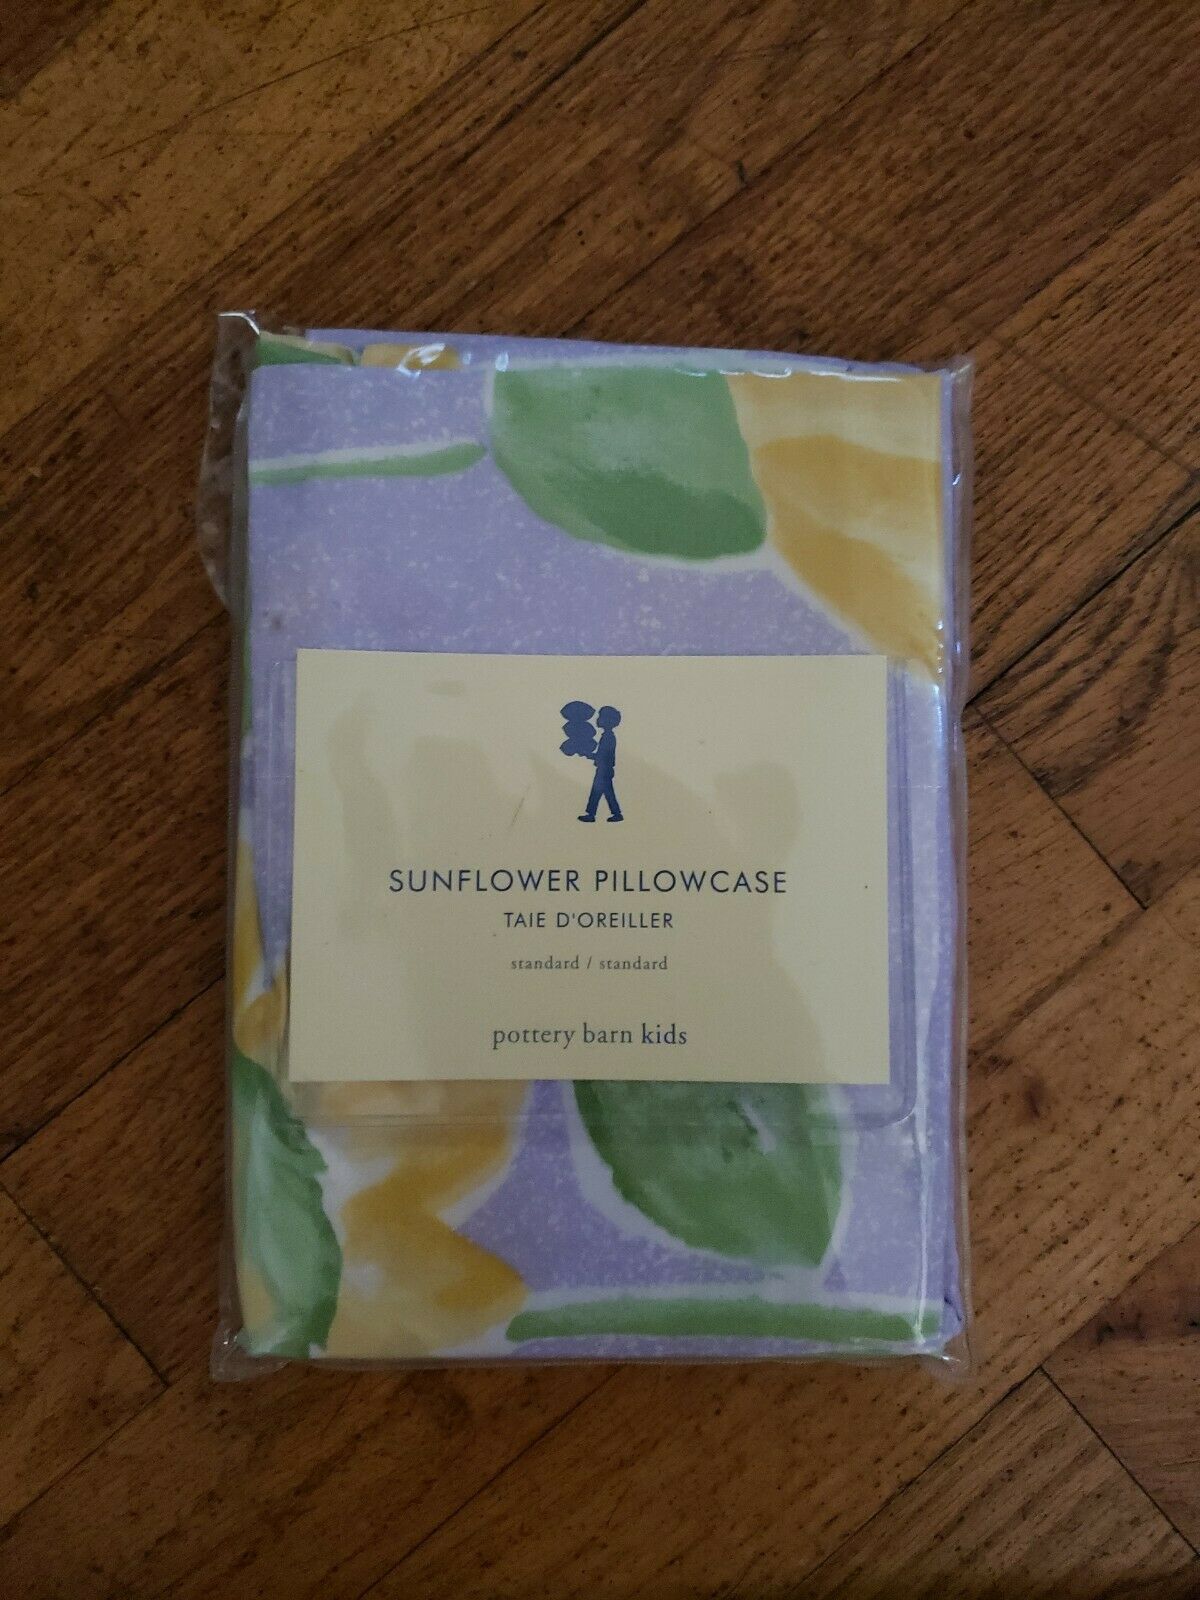 SUNFLOWER PILLOWCASE
TAIE D'OREILLER
standard / standard
pottery barn kids